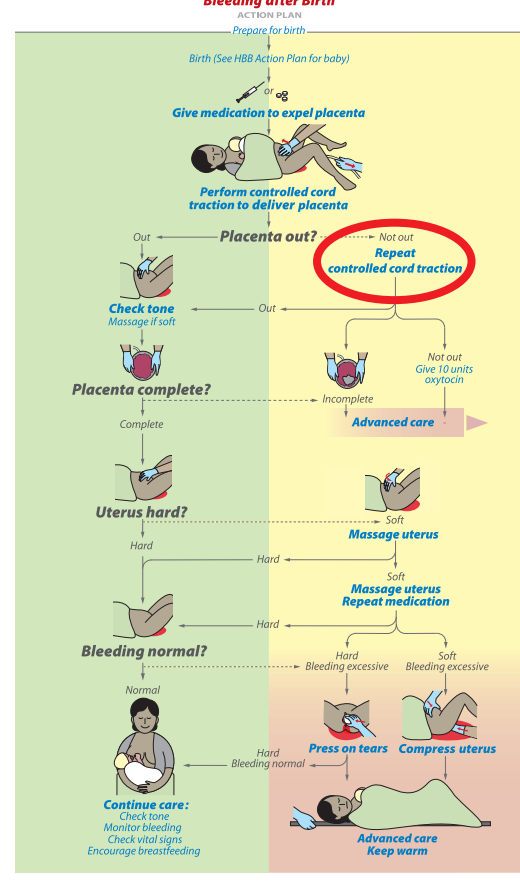 Bleeding after Birth
ACTION PLAN
Prepare for birth
Birth (See HBB Action Plan for baby)
or
Give medication to expel placenta
Perform controlled cord
traction to deliver placenta
Out
Placenta out?
Not out
Repeat
controlled cord traction
Check tone
Massage if soft
Out
Not out
Give 10 units
oxytocin
Placenta complete?
Incomplete
Complete
Advanced care
Uterus hard?
Soft
Massage uterus
Hard
Hard
Soft
Massage uterus
Repeat medication
Hard
Bleeding normal?
Hard
Bleeding excessive
Soft
Bleeding excessive
Normal
Press on tears
Compress uterus
Hard
Bleeding normal
Continue care:
Check tone
Monitor bleeding
Check vital signs
Encourage breastfeeding
Advanced care
Keep warm